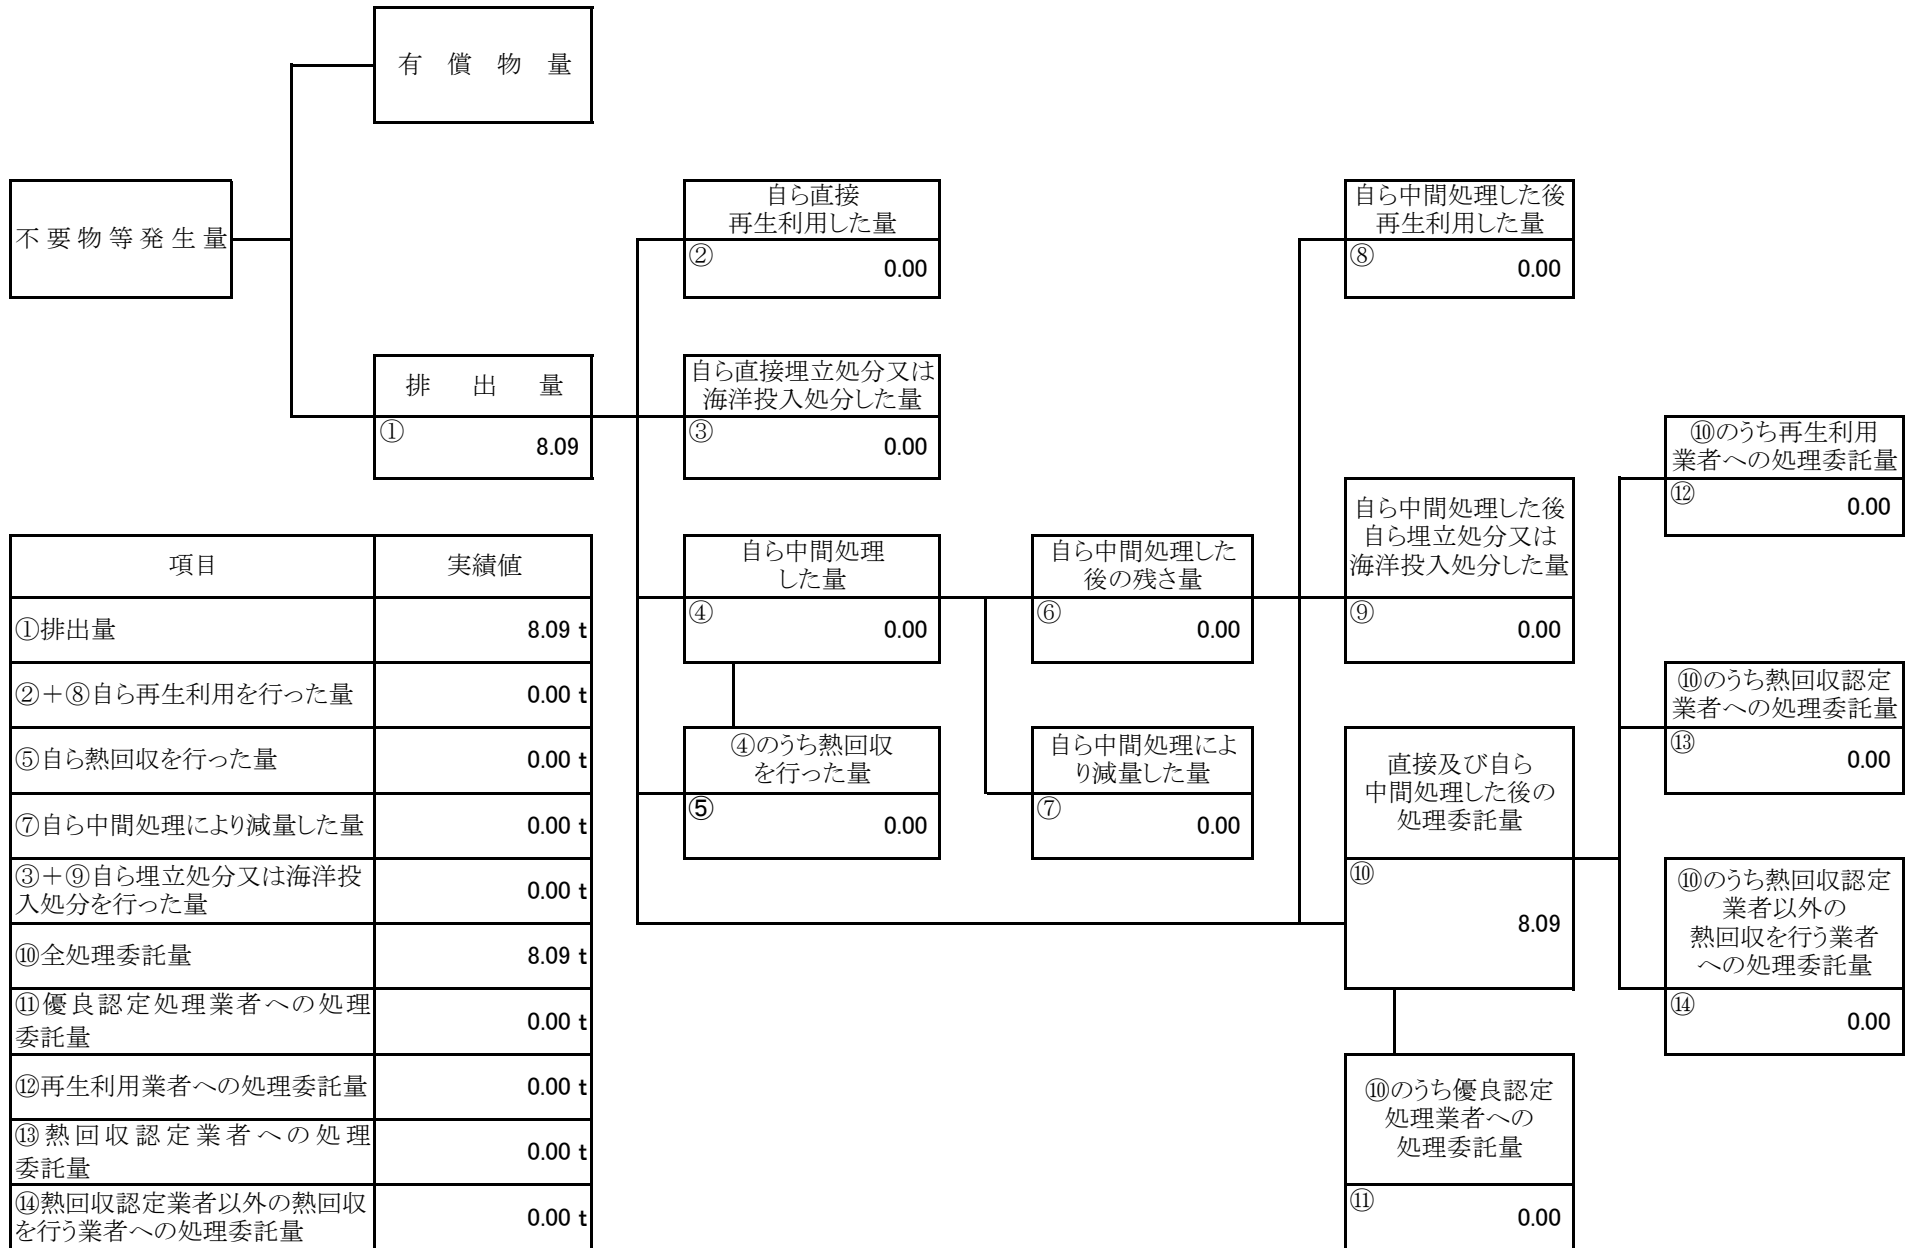 有償物量
不要物等発生量
排出量
①
8.09
自ら直接
再生利用した量
②
0.00
自ら直接埋立処分又は
海洋投入処分した量
③
0.00
自ら中間処理
した量
④
0.00
④のうち熱回収
を行った量
⑤
0.00
自ら中間処理した
後の残さ量
⑥
0.00
自ら中間処理によ
り減量した量
⑦
0.00
自ら中間処理した後
再生利用した量
⑧
0.00
自ら中間処理した後
自ら埋立処分又は
海洋投入処分した量
⑨
0.00
直接及び自ら
中間処理した後の
処理委託量
⑩
8.09
⑩のうち優良認定
処理業者への
処理委託量
⑪
0.00
⑩のうち再生利用
業者への処理委託量
⑫
0.00
⑩のうち熱回収認定
業者への処理委託量
⑬
0.00
⑩のうち熱回収認定
業者以外の
熱回収を行う業者
への処理委託量
⑭
0.00
項目 実績値
①排出量 8.09 t
②＋⑧自ら再生利用を行った量 0.00 t
⑤自ら熱回収を行った量 0.00 t
⑦自ら中間処理により減量した量 0.00 t
③＋⑨自ら埋立処分又は海洋投
入処分を行った量 0.00 t
⑩全処理委託量 8.09 t
⑪優良認定処理業者への処理
委託量 0.00 t
⑫再生利用業者への処理委託量 0.00 t
⑬熱回収認定業者への処理
委託量 0.00 t
⑭熱回収認定業者以外の熱回収
を行う業者への処理委託量 0.00 t